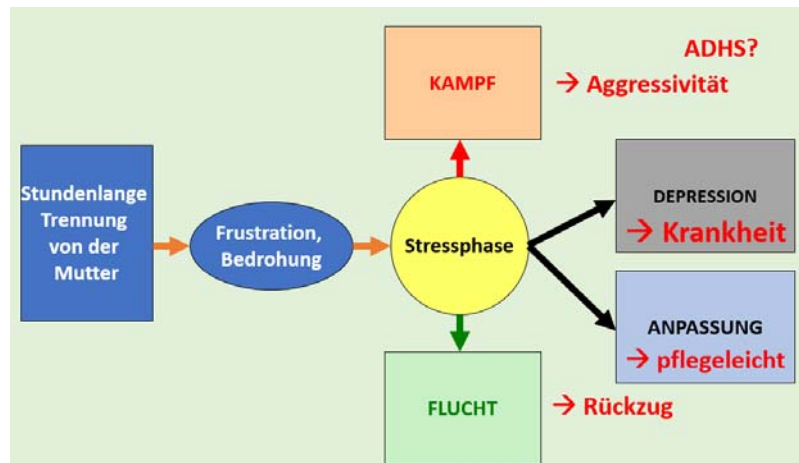 Stundenlange
Trennung
von der
Mutter
Frustration,
Bedrohung
Stressphase
KAMPF
ADHS?
→ Aggressivität
DEPRESSION
→ Krankheit
ANPASSUNG
→ pflegeleicht
FLUCHT
→ Rückzug